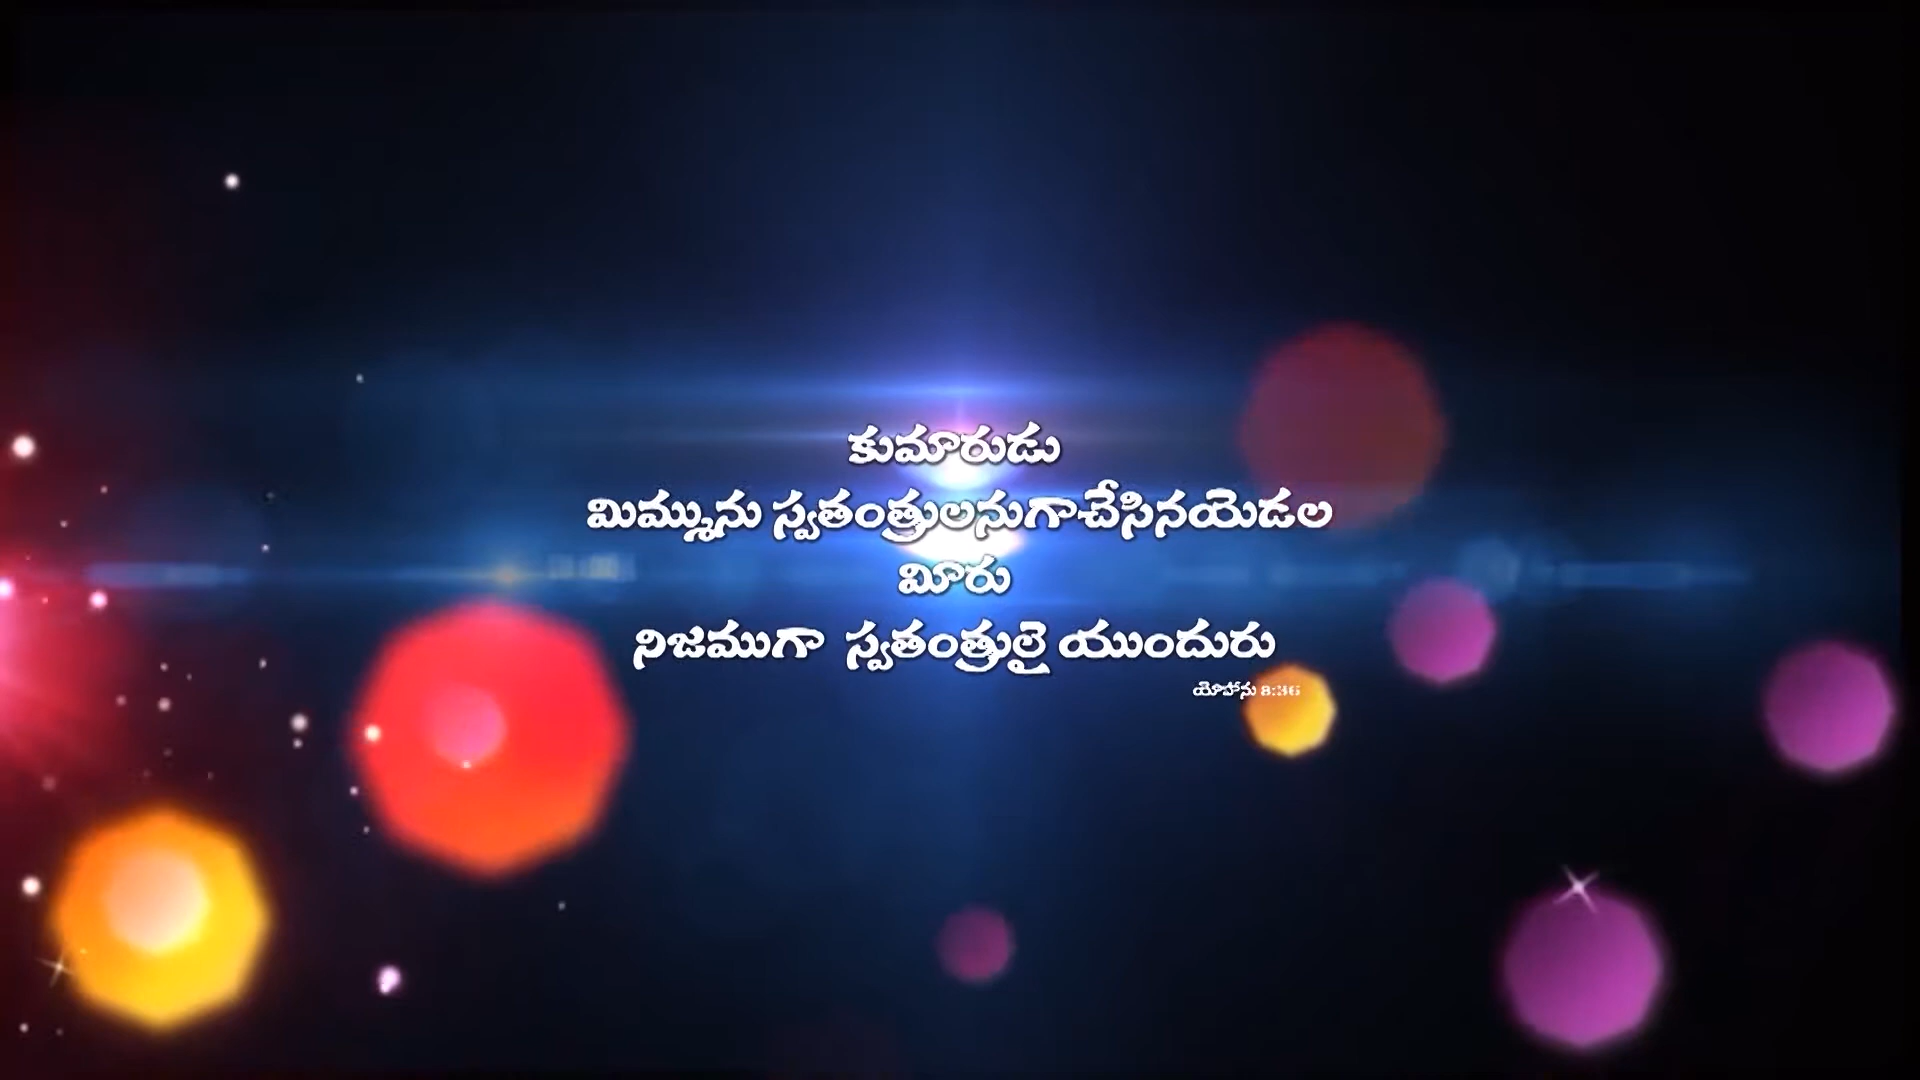 కుమారుడు
మిమ్మును స్వతంత్రులనుగాచేసినయెడల
మీరు
నిజముగా స్వతంత్రులై యుందురు
యోహాను 8:36